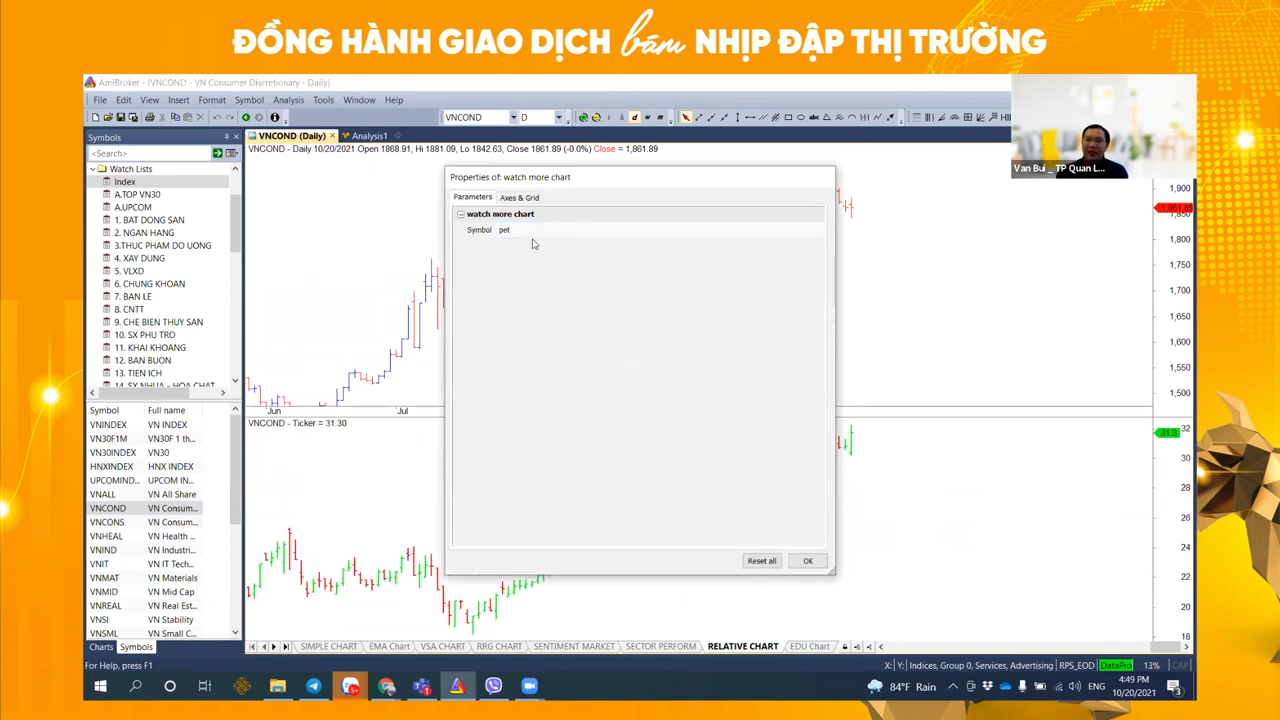 ĐỒNG HÀNH GIAO DỊCH bám NHỊP ĐẬP THỊ TRƯỜNG
AmiBroker - [VNCOND - VN Consumer Discretionary - Daily]
File Edit View Insert Format Symbol Analysis Tools Window Help
VNCOND D
Symbols
VNCOND (Daily) Analysis1
<Search>
VNCOND - Daily 10/20/2021 Open 1868.91, Hi 1881.09, Lo 1842.63, Close 1861.89 (-0.0%) Close = 1,861.89
Van Bui _ TP Quan L...
Watch Lists
Index
A.TOP VN30
A.UPCOM
1. BAT DONG SAN
2. NGAN HANG
3.THUC PHAM DO UONG
4. XAY DUNG
5. VLXD
6. CHUNG KHOAN
7. BAN LE
8. CNTT
9. CHE BIEN THUY SAN
10. SX PHU TRO
11. KHAI KHOANG
12. BAN BUON
13. TIEN ICH
14. SX NHUA - HOA CHAT
Properties of: watch more chart
Parameters Axes & Grid
watch more chart
Symbol pet
Reset all OK
1,900
1,861.89
1,850
1,800
1,750
1,700
1,650
1,600
1,550
1,500
Jun Jul
VNCOND - Ticker = 31.30
32
31.3
30
28
26
24
22
20
18
Symbol Full name
VNINDEX VN INDEX
VN30F1M VN30F 1 th...
VN30INDEX VN30
HNXINDEX HNX INDEX
UPCOMIND... UPCOM IN...
VNALL VN All Share
VNCOND VN Consum...
VNCONS VN Consum...
VNHEAL VN Health ...
VNIND VN Industri...
VNIT VN IT Tech...
VNMAT VN Materials
VNMID VN Mid Cap
VNREAL VN Real Est...
VNSI VN Stability
VNSML VN Small C...
Charts Symbols
SIMPLE CHART EMA Chart VSA CHART RRG CHART SENTIMENT MARKET SECTOR PERFORM RELATIVE CHART EDU Chart
For Help, press F1
X: Y: Indices, Group 0, Services, Advertising RPS_EOD DataPro 13% CAP
84°F Rain ENG 4:49 PM
10/20/2021